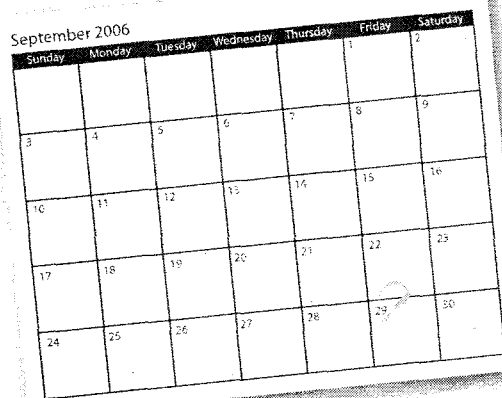 September 2006
Sunday Monday Tuesday Wednesday Thursday Friday Saturday
1 2
3 4 5 6 7 8 9
10 11 12 13 14 15 16
17 18 19 20 21 22 23
24 25 26 27 28 29 30